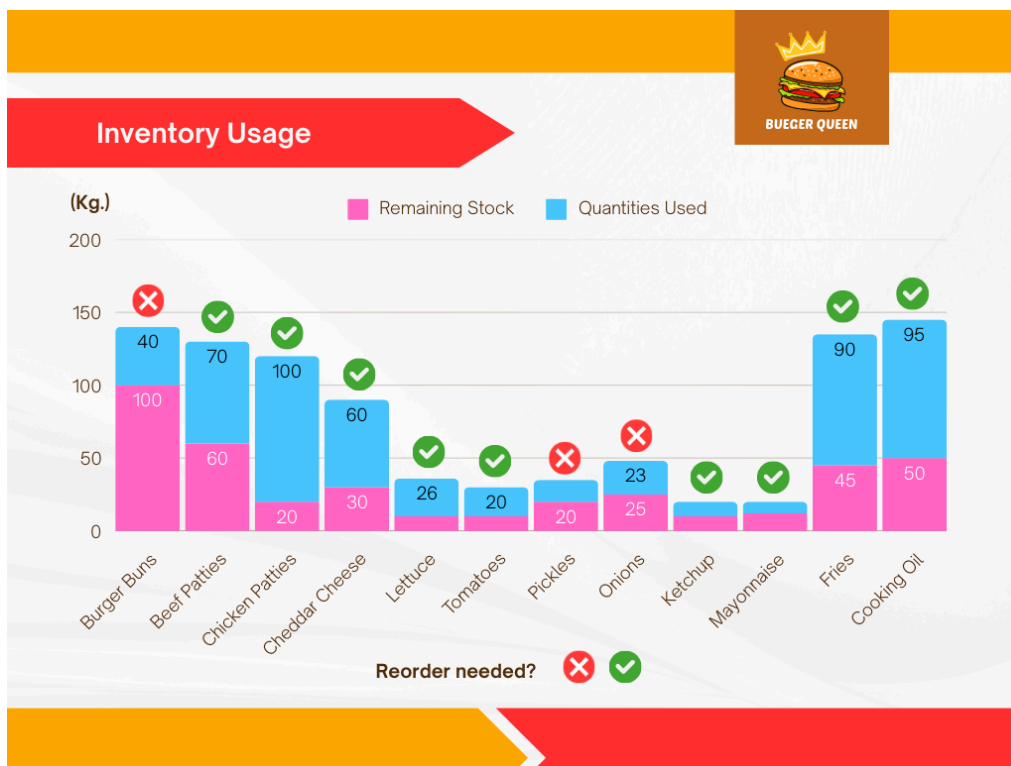 BUEGER QUEEN
Inventory Usage
(Kg.)
Remaining Stock
Quantities Used
200
150
100
50
0
40
70
100
60
26
20
23
90
95
100
60
20
30
20
25
45
50
Burger Buns
Beef Patties
Chicken Patties
Cheddar Cheese
Lettuce
Tomatoes
Pickles
Onions
Ketchup
Mayonnaise
Fries
Cooking Oil
Reorder needed?